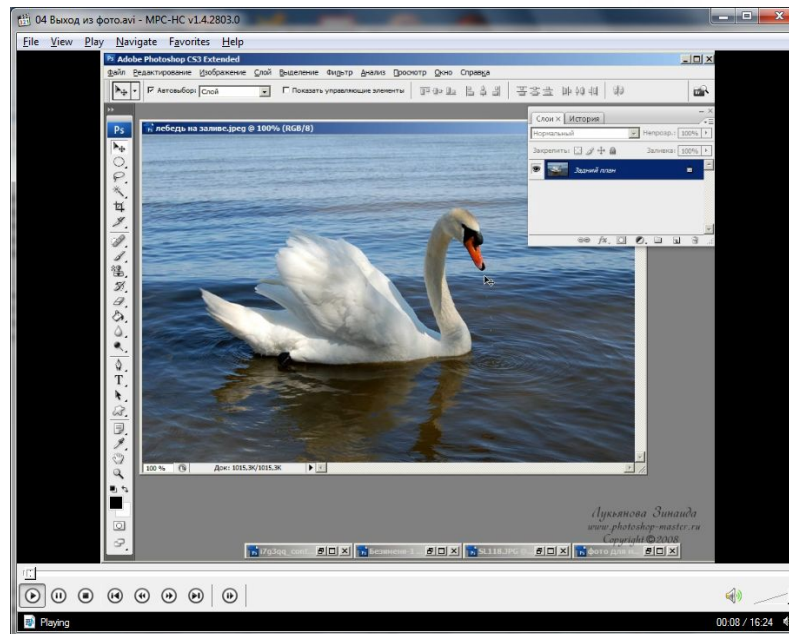 04 Выход из фото.avi - MPC-HC v1.4.2803.0
File View Play Navigate Favorites Help
Adobe Photoshop CS3 Extended
Файл Редактирование Изображение Слой Выделение Фильтр Анализ Просмотр Окно Справка
Автовыбор: Слой Показать управляющие элементы
Ps
лебедь на заливе.jpeg @ 100% (RGB/8)
Слои × История
Нормальный Непрозр.: 100%
Закрепить: Заливка: 100%
Задний план
100 % Док: 1015,3K/1015,3K
Лукьянова Зинаида
www.photoshop-master.ru
Copyright©2008
SL118.JPG
Playing 00:08 / 16:24